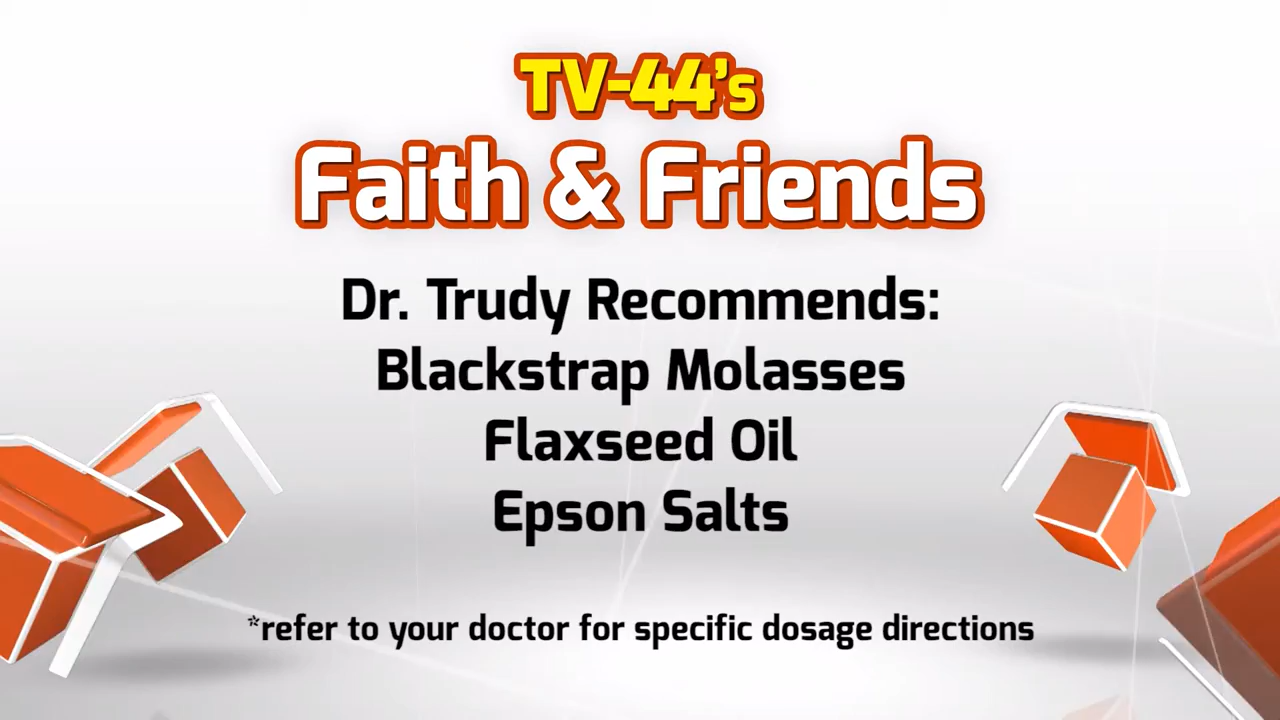 TV-44's
Faith & Friends
Dr. Trudy Recommends:
Blackstrap Molasses
Flaxseed Oil
Epson Salts
*refer to your doctor for specific dosage directions